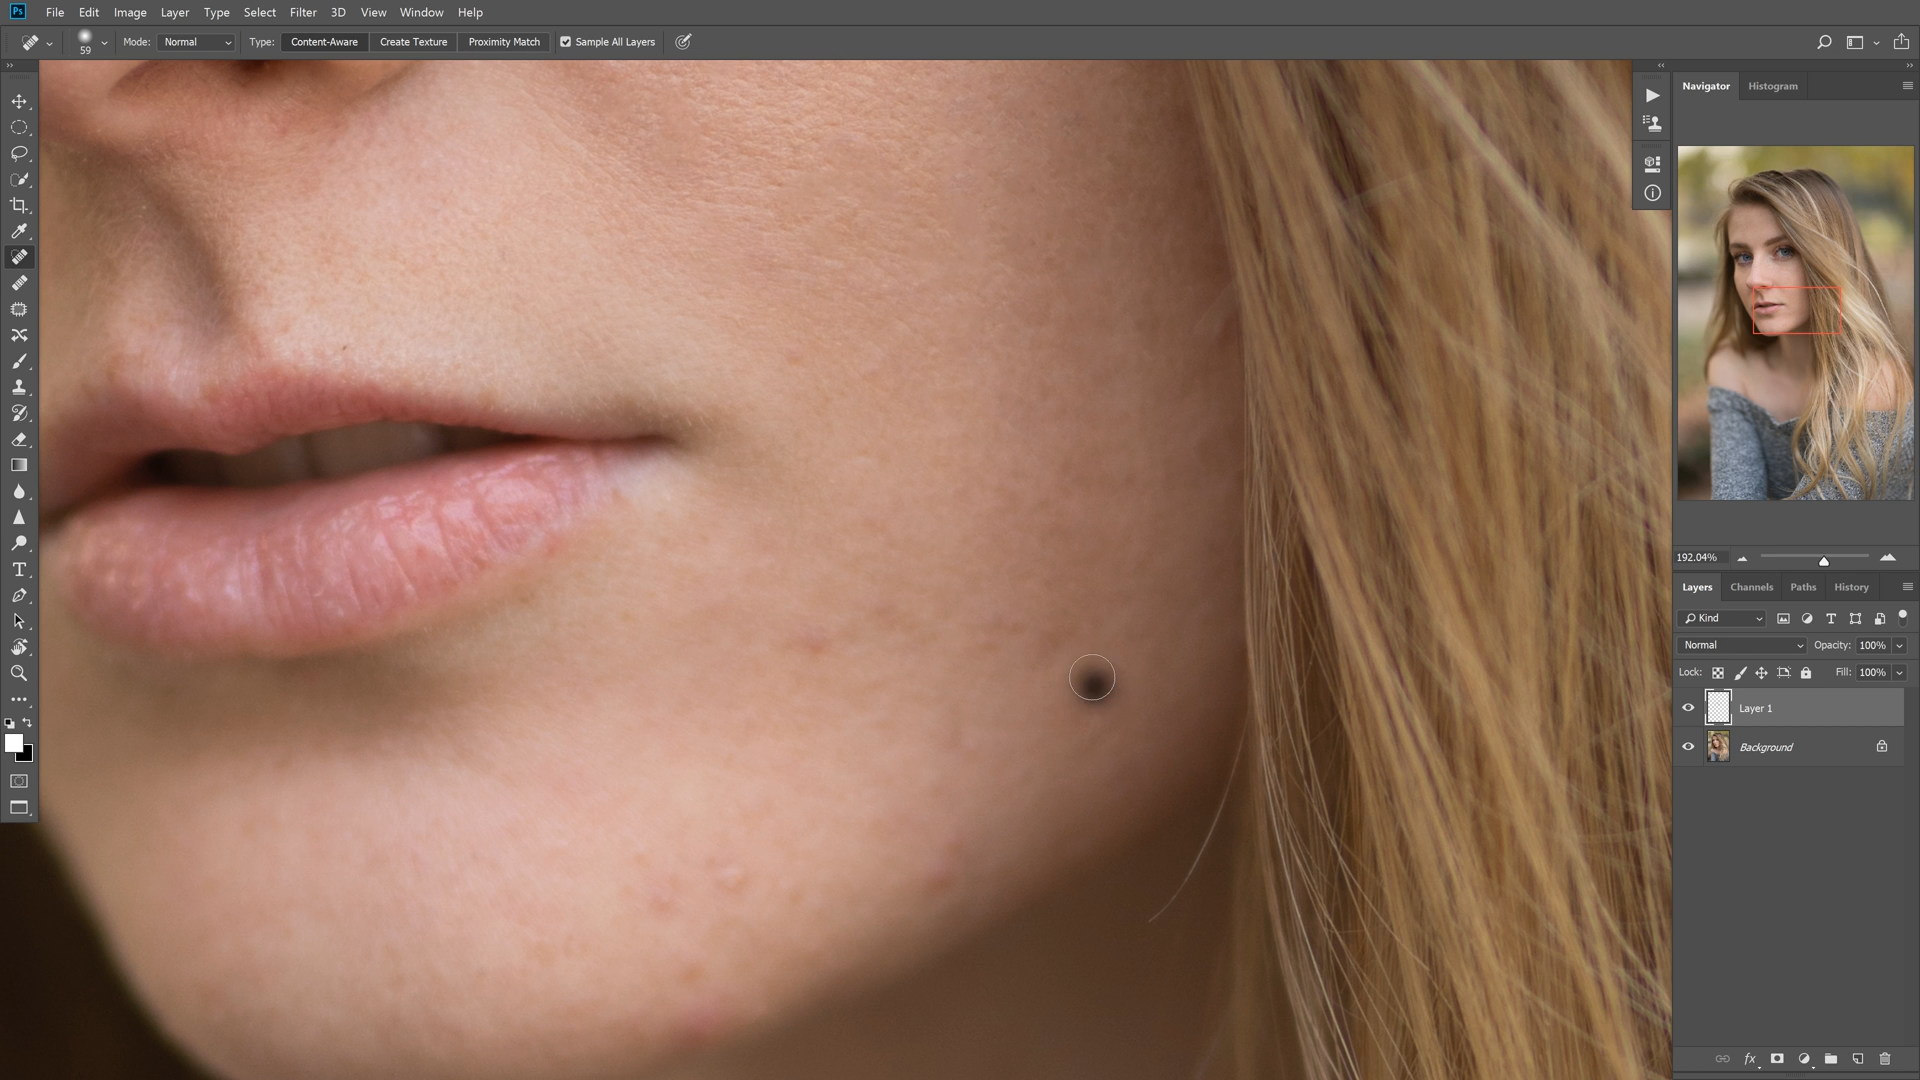 Ps File Edit Image Layer Type Select Filter 3D View Window Help
59 Mode: Normal Type: Content-Aware Create Texture Proximity Match Sample All Layers
Navigator Histogram
192.04%
Layers Channels Paths History
Kind
Normal Opacity: 100%
Lock: Fill: 100%
Layer 1
Background
fx